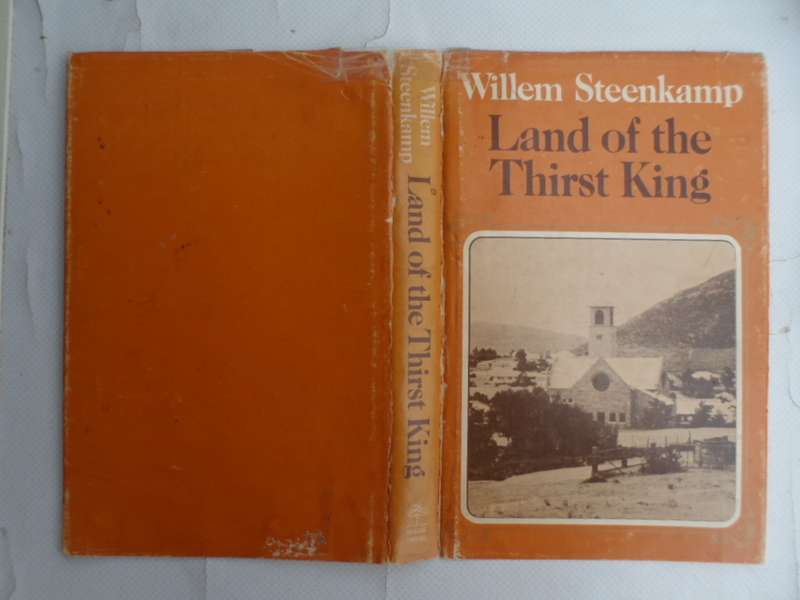 Willem Steenkamp
Land of the
Thirst King
Willem
Steenkamp
Land of the Thirst King